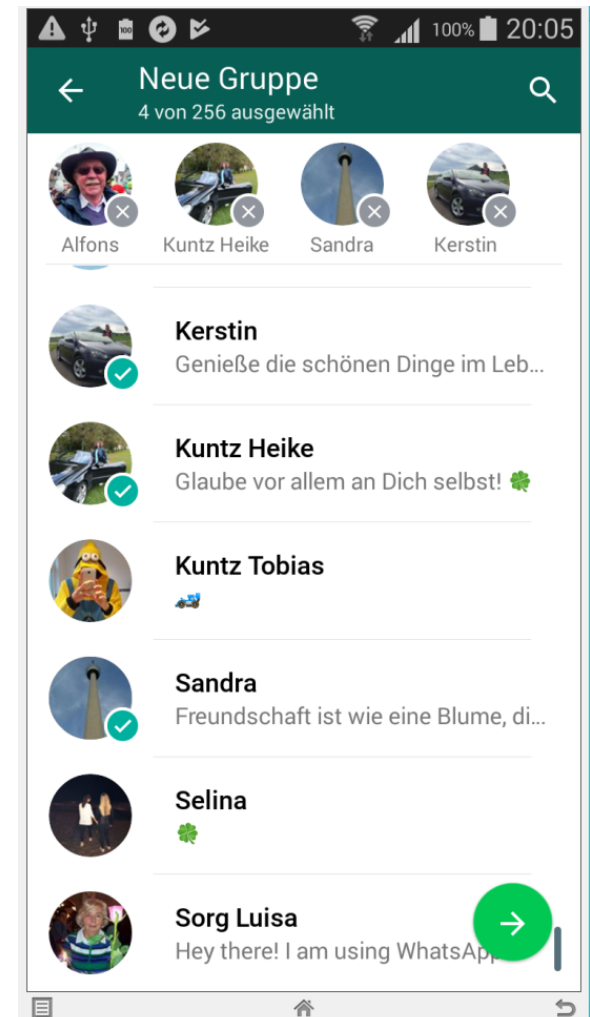 100% 20:05
Neue Gruppe
4 von 256 ausgewählt
Alfons Kuntz Heike Sandra Kerstin
Kerstin
Genieße die schönen Dinge im Leb...
Kuntz Heike
Glaube vor allem an Dich selbst! 🍀
Kuntz Tobias
🏎️
Sandra
Freundschaft ist wie eine Blume, di...
Selina
🍀
Sorg Luisa
Hey there! I am using WhatsApp